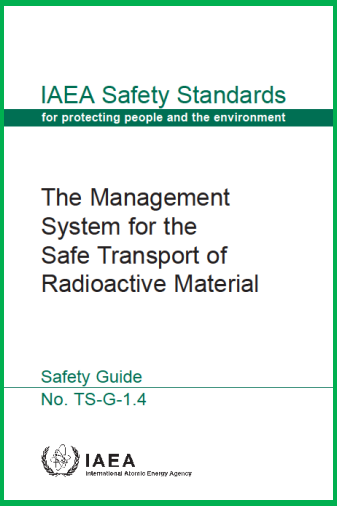 IAEA Safety Standards
for protecting people and the environment
The Management
System for the
Safe Transport of
Radioactive Material
Safety Guide
No. TS-G-1.4
IAEA
International Atomic Energy Agency